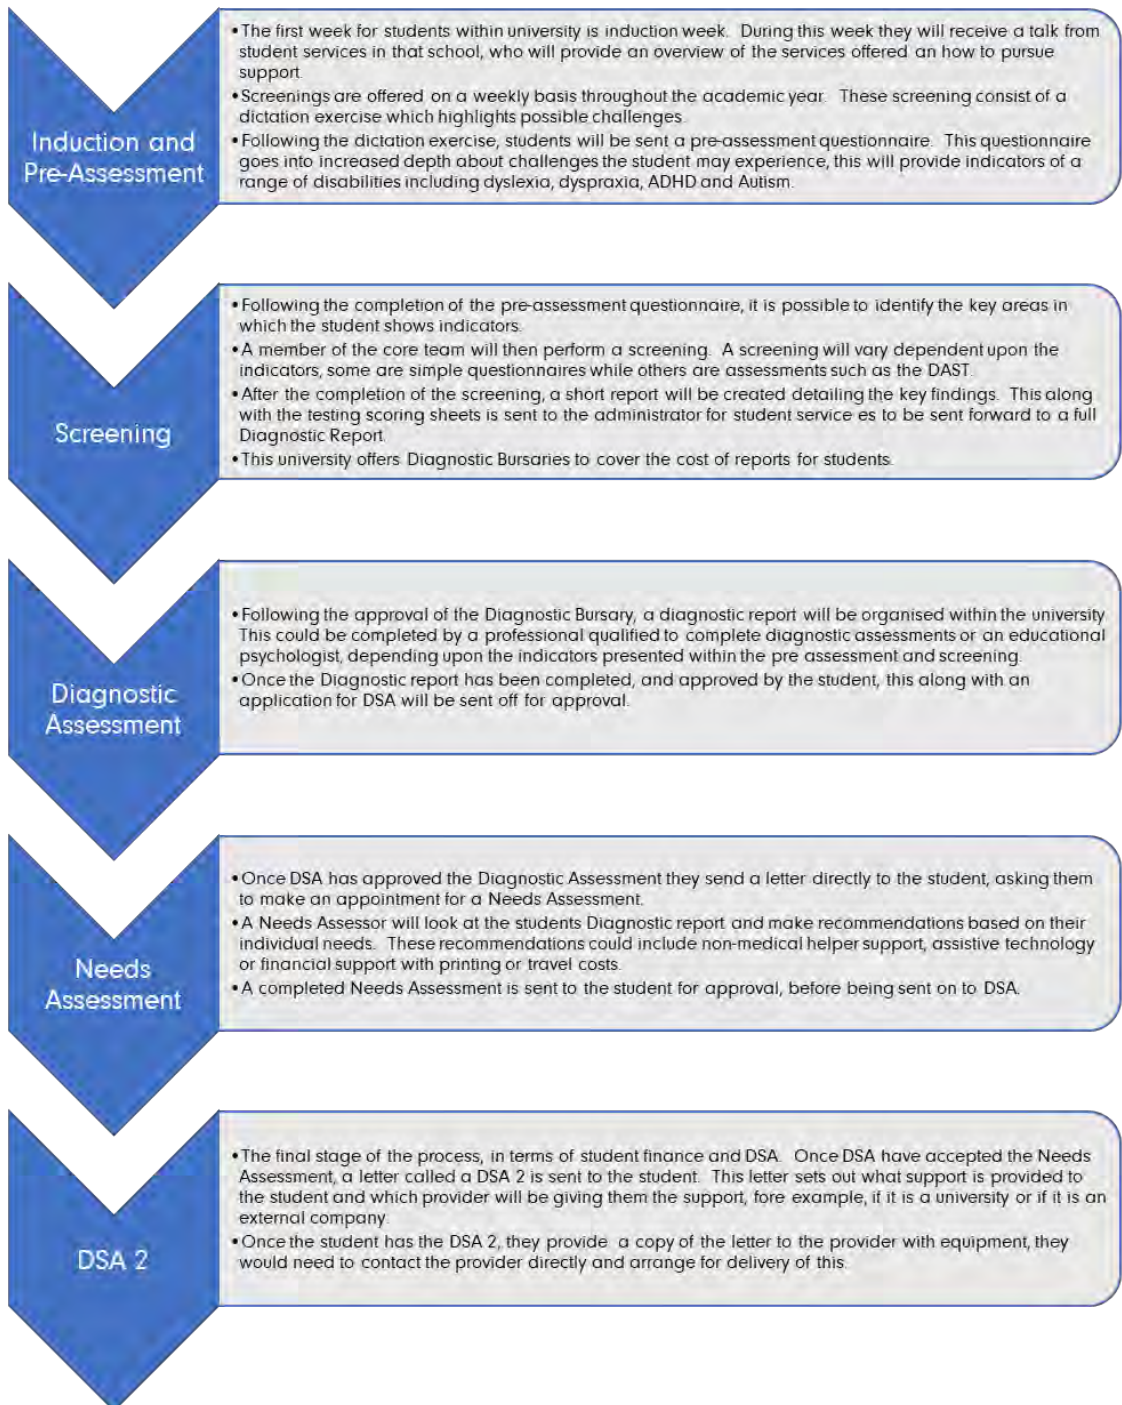 Induction and
Pre-Assessment
•The first week for students within university is induction week. During this week they will receive a talk from
student services in that school, who will provide an overview of the services offered an how to pursue
support.
•Screenings are offered on a weekly basis throughout the academic year. These screening consist of a
dictation exercise which highlights possible challenges.
•Following the dictation exercise, students will be sent a pre-assessment questionnaire. This questionnaire
goes into increased depth about challenges the student may experience, this will provide indicators of a
range of disabilities including dyslexia, dyspraxia, ADHD and Autism.
Screening
•Following the completion of the pre-assessment questionnaire, it is possible to identify the key areas in
which the student shows indicators.
•A member of the core team will then perform a screening. A screening will vary dependent upon the
indicators, some are simple questionnaires while others are assessments such as the DAST.
•After the completion of the screening, a short report will be created detailing the key findings. This along
with the testing scoring sheets is sent to the administrator for student service es to be sent forward to a full
Diagnostic Report.
•This university offers Diagnostic Bursaries to cover the cost of reports for students.
Diagnostic
Assessment
•Following the approval of the Diagnostic Bursary, a diagnostic report will be organised within the university
This could be completed by a professional qualified to complete diagnostic assessments or an educational
psychologist, depending upon the indicators presented within the pre assessment and screening.
•Once the Diagnostic report has been completed, and approved by the student, this along with an
application for DSA will be sent off for approval.
Needs
Assessment
•Once DSA has approved the Diagnostic Assessment they send a letter directly to the student, asking them
to make an appointment for a Needs Assessment.
•A Needs Assessor will look at the students Diagnostic report and make recommendations based on their
individual needs. These recommendations could include non-medical helper support, assistive technology
or financial support with printing or travel costs.
•A completed Needs Assessment is sent to the student for approval, before being sent on to DSA.
DSA 2
•The final stage of the process, in terms of student finance and DSA. Once DSA have accepted the Needs
Assessment, a letter called a DSA 2 is sent to the student. This letter sets out what support is provided to
the student and which provider will be giving them the support, fore example, if it is a university or if it is an
external company.
•Once the student has the DSA 2, they provide a copy of the letter to the provider with equipment, they
would need to contact the provider directly and arrange for delivery of this.